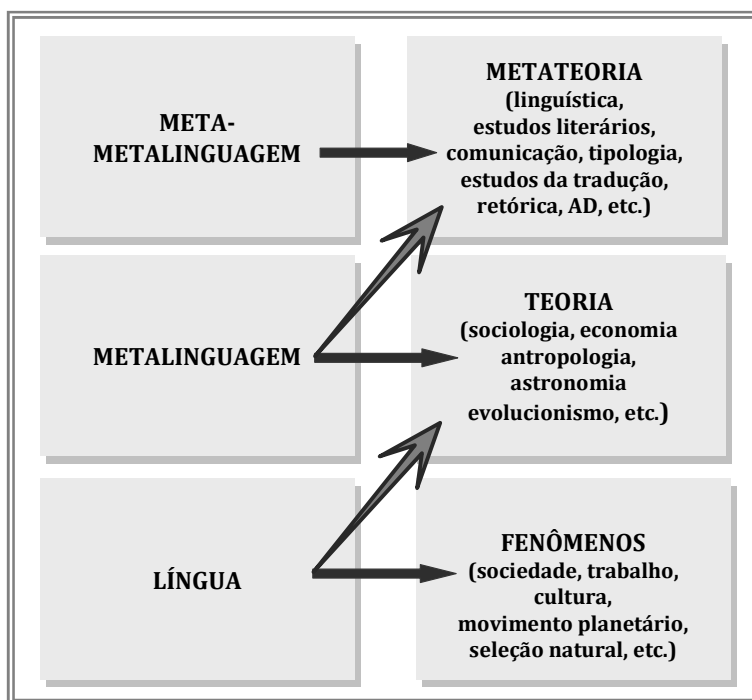 META-
METALINGUAGEM
METATEORIA
(linguística,
estudos literários,
comunicação, tipologia,
estudos da tradução,
retórica, AD, etc.)
METALINGUAGEM
TEORIA
(sociologia, economia
antropologia,
astronomia
evolucionismo, etc.)
LÍNGUA
FENÔMENOS
(sociedade, trabalho,
cultura,
movimento planetário,
seleção natural, etc.)